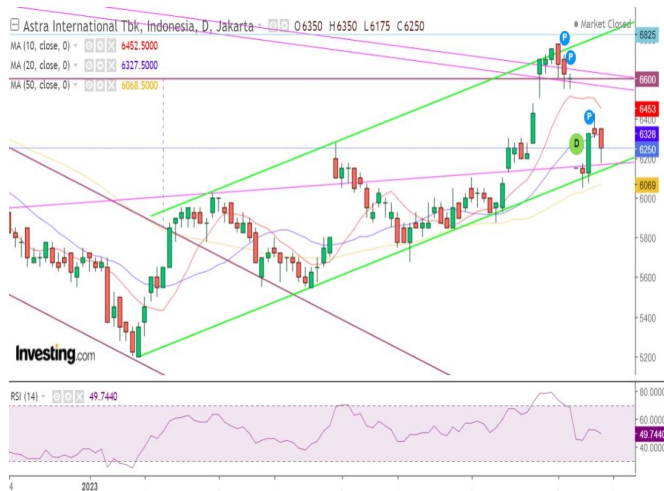 Astra International Tbk, Indonesia, D, Jakarta O6350 H6350 L6175 C6250
Market Closed
MA (10, close, 0) 6452.5000
MA (20, close, 0) 6327.5000
MA (50, close, 0) 6068.5000
6825
P
P
6600
6453
6400
P
6328
D
6250
6200
6069
6000
5800
5600
5400
5200
Investing.com
RSI (14) 49.7440
80.0000
60.0000
49.7440
40.0000
20.0000
4
2023